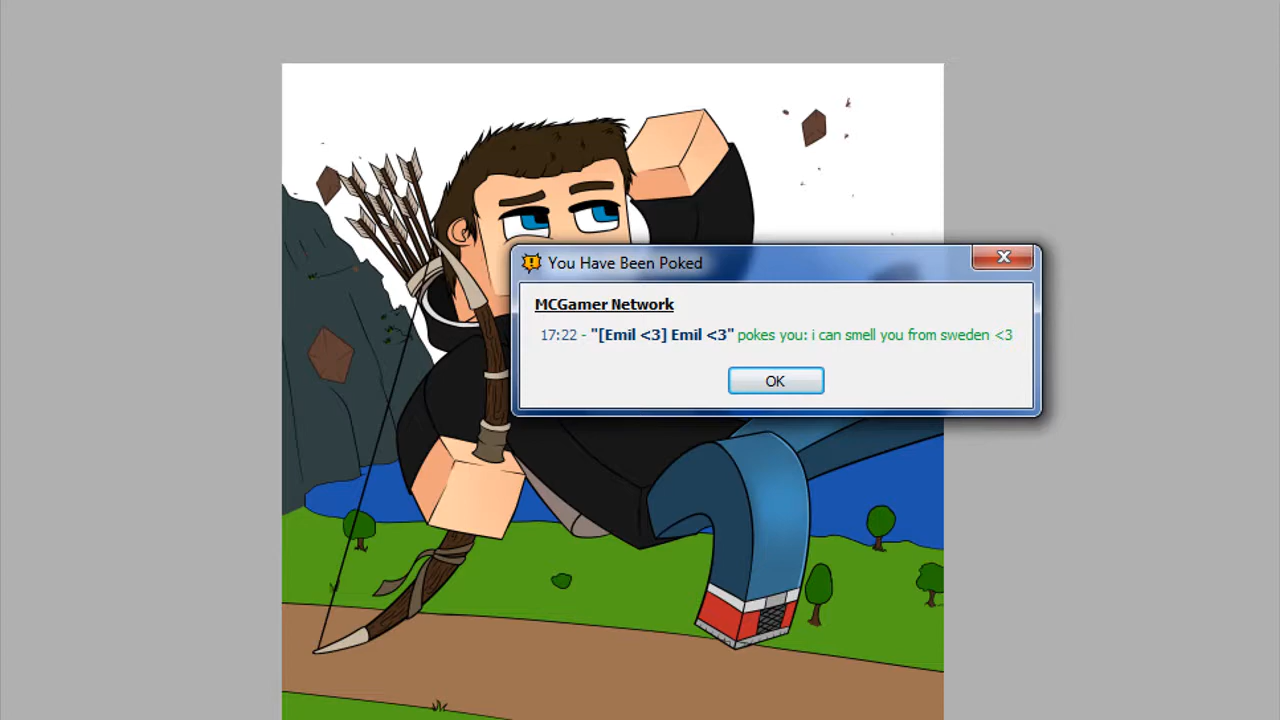 You Have Been Poked
MCGamer Network
17:22 - "[Emil <3] Emil <3" pokes you: i can smell you from sweden <3
OK